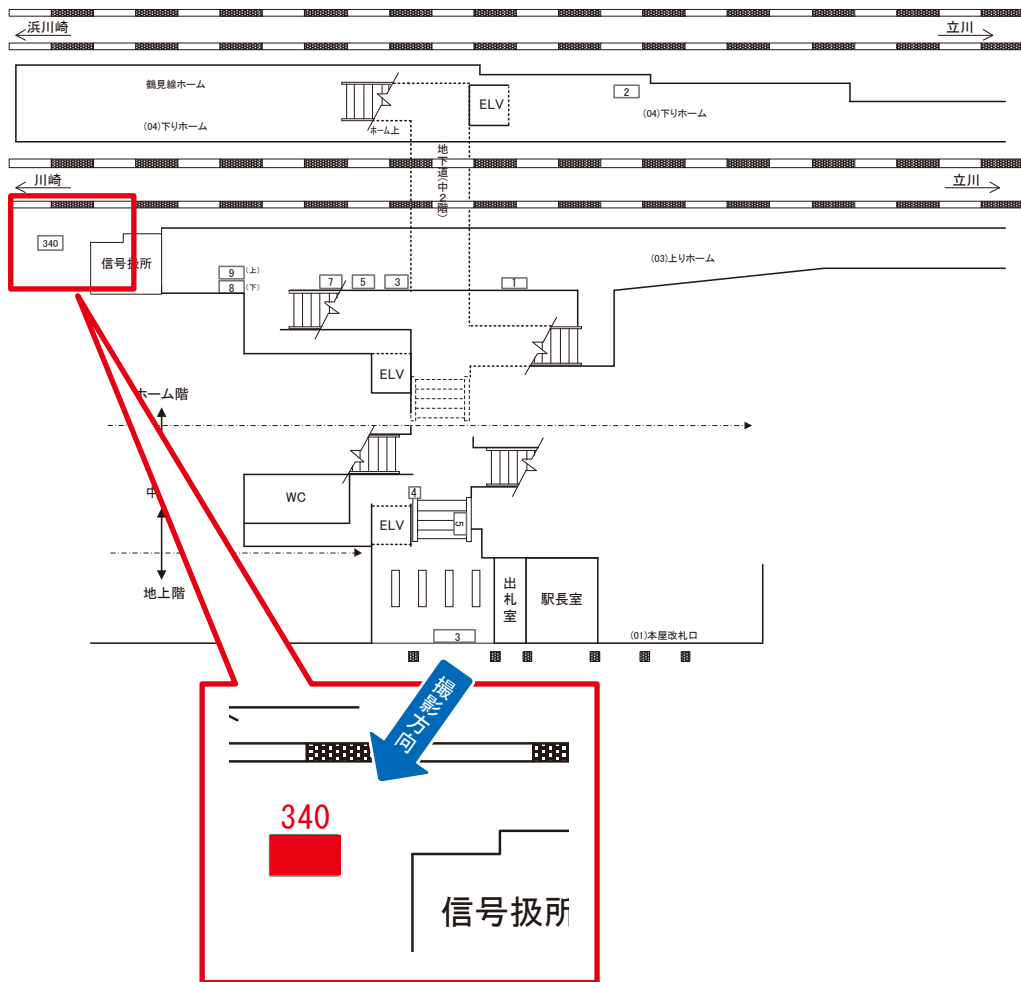 浜川崎
立川
鶴見線ホーム
ELV
2
(04)下りホーム
ホーム上
(04)下りホーム
地下道(中2階)
川崎
立川
340
信号扱所
(03)上りホーム
9
(上)
8
(下)
7
5
3
1
ELV
ホーム階
中
WC
4
5
ELV
地上階
出札室
駅長室
3
(01)本屋改札口
撮影方向
340
信号扱所